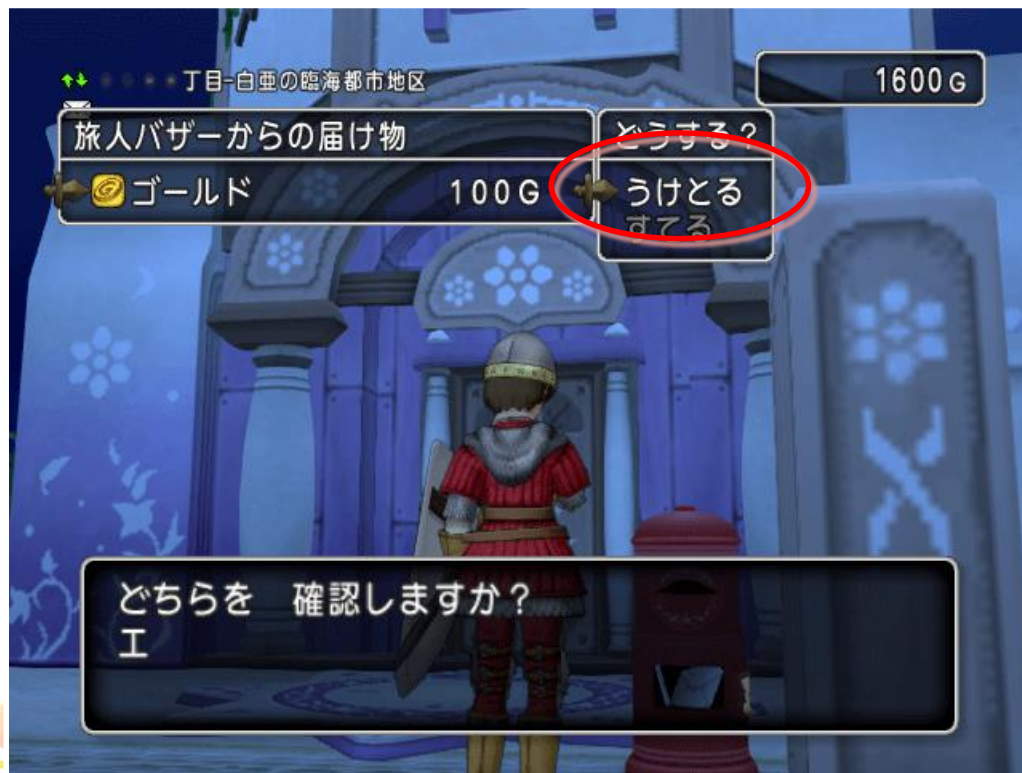 丁目-白亜の臨海都市地区
1600G
旅人バザーからの届け物
どうする?
ゴールド 100G
うけとる
すてる
どちらを 確認しますか?
エ